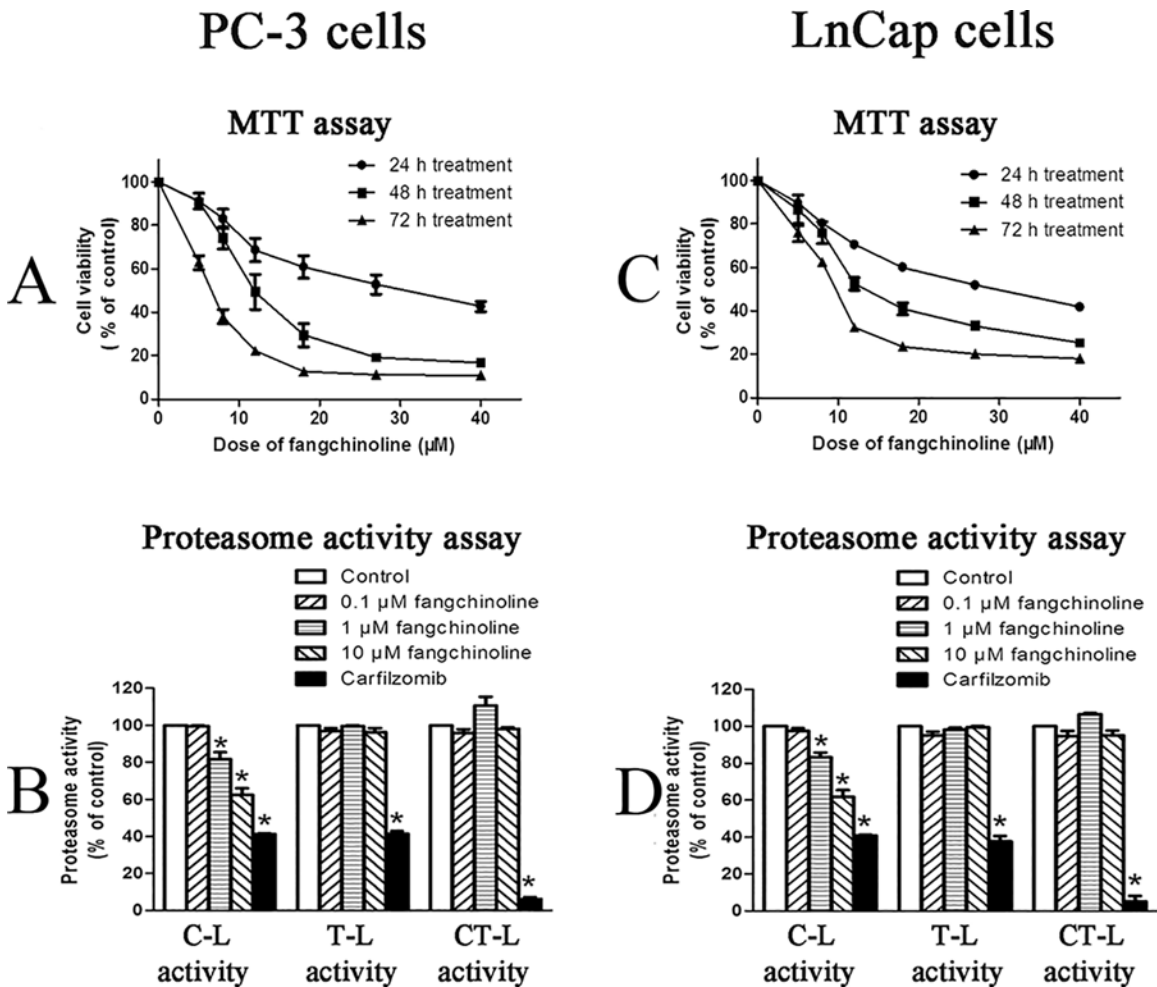 PC-3 cells
LnCap cells
A
MTT assay
24 h treatment
48 h treatment
72 h treatment
Cell viability
( % of control)
100
80
60
40
20
0
0 10 20 30 40
Dose of fangchinoline (µM)
C
MTT assay
24 h treatment
48 h treatment
72 h treatment
Cell viability
( % of control)
100
80
60
40
20
0
0 10 20 30 40
Dose of fangchinoline (µM)
B
Proteasome activity assay
Control
0.1 µM fangchinoline
1 µM fangchinoline
10 µM fangchinoline
Carfilzomib
Proteasome activity
(% of control)
120
100
80
60
40
20
0
* * * * *
C-L
activity
T-L
activity
CT-L
activity
D
Proteasome activity assay
Control
0.1 µM fangchinoline
1 µM fangchinoline
10 µM fangchinoline
Carfilzomib
Proteasome activity
(% of control)
120
100
80
60
40
20
0
* * * * *
C-L
activity
T-L
activity
CT-L
activity